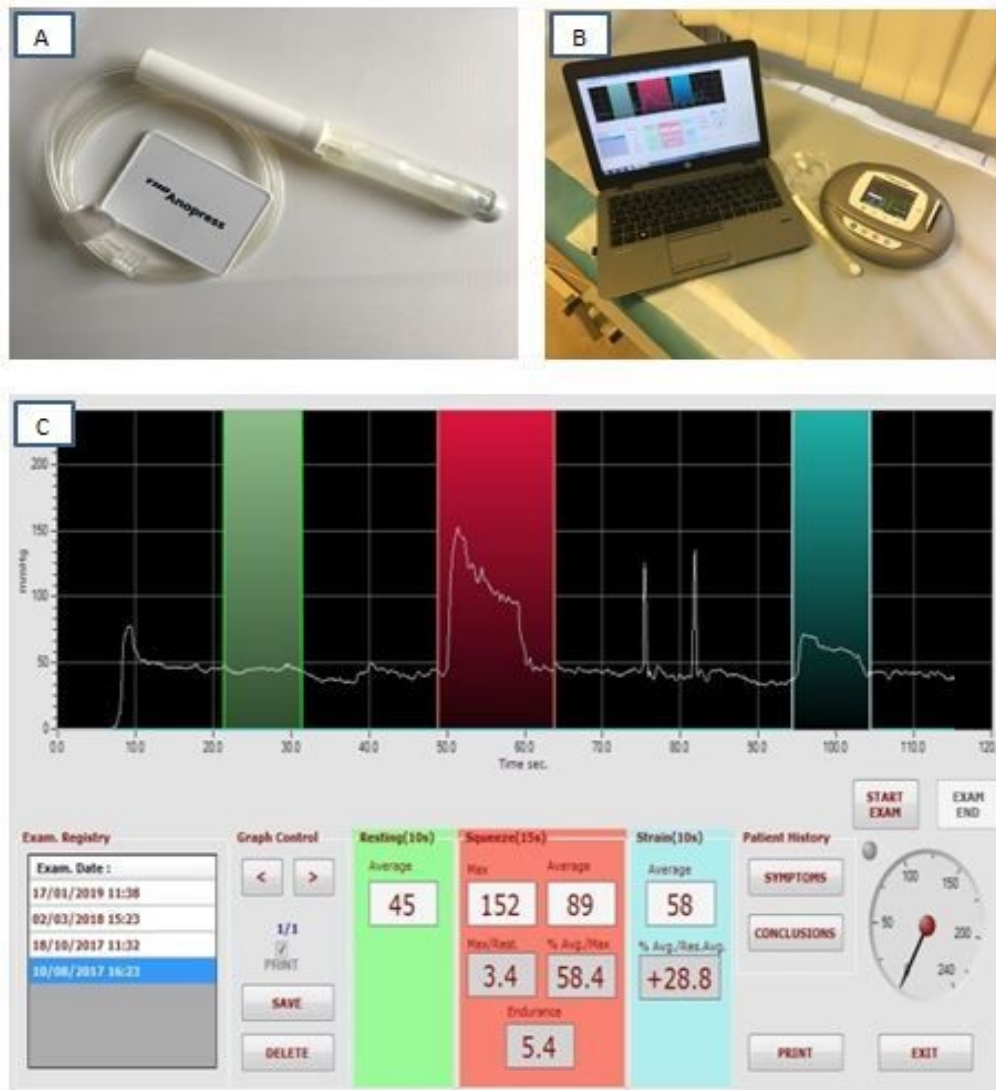 A
THD Anopress
B
C
mmHg
200
150
100
50
0
0.0 10.0 20.0 30.0 40.0 50.0 60.0 70.0 80.0 90.0 100.0 110.0 120.
Time sec.
START EXAM
EXAM END
Exam. Registry
Exam. Date :
17/01/2019 11:38
02/03/2018 15:23
18/10/2017 11:32
10/08/2017 16:23
Graph Control
< >
1/1
PRINT
SAVE
DELETE
Resting(10s)
Average
45
Squeeze(15s)
Max Average
152 89
Max/Rest. % Avg./Max
3.4 58.4
Endurance
5.4
Strain(10s)
Average
58
% Avg./Res.Avg.
+28.8
Patient History
SYMPTOMS
CONCLUSIONS
50 100 150 200 240
0
PRINT
EXIT